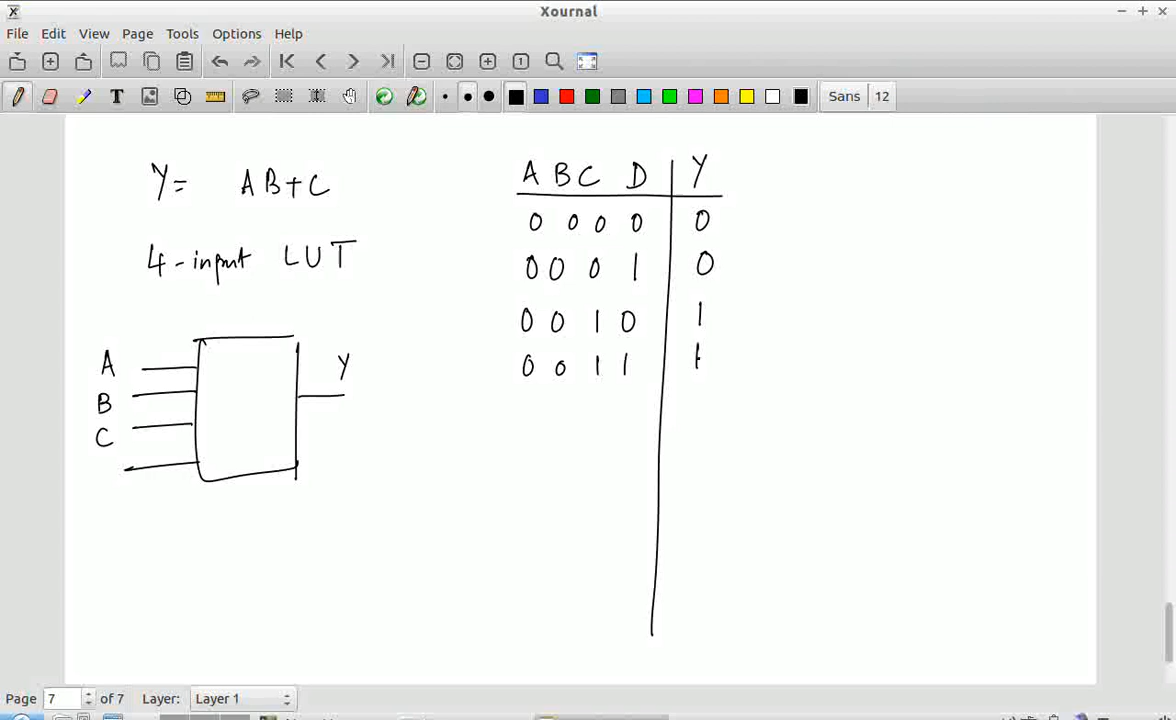 Xournal
File Edit View Page Tools Options Help
Sans 12
Y= AB+C
4-input LUT
A
B
C
Y
A B C D Y
0 0 0 0 0
0 0 0 1 0
0 0 1 0 1
0 0 1 1 1
Page 7 of 7 Layer: Layer 1